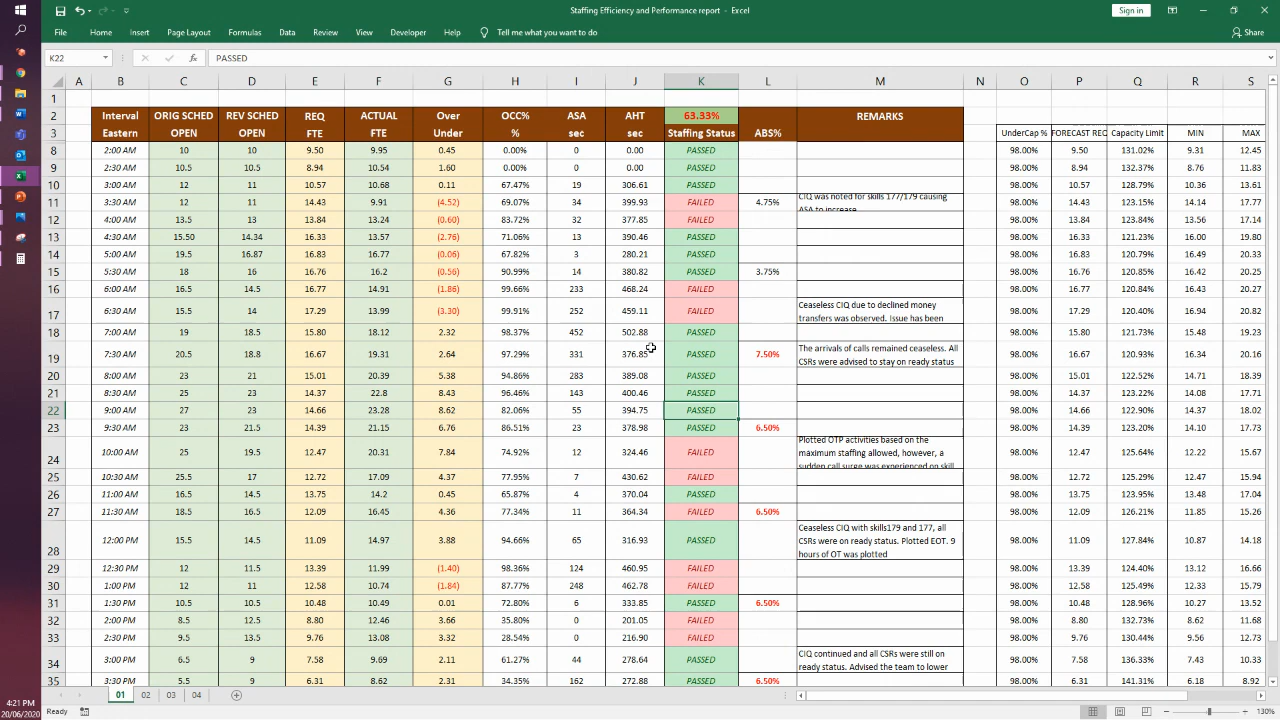 Staffing Efficiency and Performance report - Excel
Sign in
File Home Insert Page Layout Formulas Data Review View Developer Help Tell me what you want to do Share
K22 fx PASSED
A B C D E F G H I J K L M N O P Q R S
1
2 Interval ORIG SCHED REV SCHED REQ ACTUAL Over OCC% ASA AHT 63.33% ABS% REMARKS
3 Eastern OPEN OPEN FTE FTE Under % sec sec Staffing Status UnderCap % FORECAST REQ Capacity Limit MIN MAX
8 2:00 AM 10 10 9.50 9.95 0.45 0.00% 0 0.00 PASSED 98.00% 9.50 131.02% 9.31 12.45
9 2:30 AM 10.5 10.5 8.94 10.54 1.60 0.00% 0 0.00 PASSED 98.00% 8.94 132.37% 8.76 11.83
10 3:00 AM 12 11 10.57 10.68 0.11 67.47% 19 306.61 PASSED 98.00% 10.57 128.79% 10.36 13.61
11 3:30 AM 12 11 14.43 9.91 (4.52) 69.07% 34 399.93 FAILED 4.75% CIQ was noted for skills 177/179 causing ASA to increase 98.00% 14.43 123.15% 14.14 17.77
12 4:00 AM 13.5 13 13.84 13.24 (0.60) 83.72% 32 377.85 FAILED 98.00% 13.84 123.84% 13.56 17.14
13 4:30 AM 15.50 14.34 16.33 13.57 (2.76) 71.06% 13 390.46 PASSED 98.00% 16.33 121.23% 16.00 19.80
14 5:00 AM 19.5 16.87 16.83 16.77 (0.06) 67.82% 3 280.21 PASSED 98.00% 16.83 120.79% 16.49 20.33
15 5:30 AM 18 16 16.76 16.2 (0.56) 90.99% 14 380.82 PASSED 3.75% 98.00% 16.76 120.85% 16.42 20.25
16 6:00 AM 16.5 14.5 16.77 14.91 (1.86) 99.66% 233 468.24 FAILED 98.00% 16.77 120.84% 16.43 20.27
17 6:30 AM 15.5 14 17.29 13.99 (3.30) 99.91% 252 459.11 FAILED Ceaseless CIQ due to declined money transfers was observed. Issue has been 98.00% 17.29 120.40% 16.94 20.82
18 7:00 AM 19 18.5 15.80 18.12 2.32 98.37% 452 502.88 PASSED 98.00% 15.80 121.73% 15.48 19.23
19 7:30 AM 20.5 18.8 16.67 19.31 2.64 97.29% 331 376.85 PASSED 7.50% The arrivals of calls remained ceaseless. All CSRs were advised to stay on ready status 98.00% 16.67 120.93% 16.34 20.16
20 8:00 AM 23 21 15.01 20.39 5.38 94.86% 283 389.08 PASSED 98.00% 15.01 122.52% 14.71 18.39
21 8:30 AM 25 23 14.37 22.8 8.43 96.46% 143 400.46 PASSED 98.00% 14.37 123.22% 14.08 17.71
22 9:00 AM 27 23 14.66 23.28 8.62 82.06% 55 394.75 PASSED 98.00% 14.66 122.90% 14.37 18.02
23 9:30 AM 23 21.5 14.39 21.15 6.76 86.51% 23 378.98 PASSED 6.50% 98.00% 14.39 123.20% 14.10 17.73
24 10:00 AM 25 19.5 12.47 20.31 7.84 74.92% 12 324.46 FAILED Plotted OTP activities based on the maximum staffing allowed, however, a sudden call surge was experienced on skill 98.00% 12.47 125.64% 12.22 15.67
25 10:30 AM 25.5 17 12.72 17.09 4.37 77.95% 7 430.62 FAILED 98.00% 12.72 125.29% 12.47 15.94
26 11:00 AM 16.5 14.5 13.75 14.2 0.45 65.87% 4 370.04 PASSED 98.00% 13.75 123.95% 13.48 17.04
27 11:30 AM 18.5 16.5 12.09 16.45 4.36 77.34% 11 364.34 FAILED 6.50% 98.00% 12.09 126.21% 11.85 15.26
28 12:00 PM 15.5 14.5 11.09 14.97 3.88 94.66% 65 316.93 PASSED Ceaseless CIQ with skills179 and 177, all CSRs were on ready status. Plotted EOT. 9 hours of OT was plotted 98.00% 11.09 127.84% 10.87 14.18
29 12:30 PM 12 11.5 13.39 11.99 (1.40) 98.36% 124 460.95 FAILED 98.00% 13.39 124.40% 13.12 16.66
30 1:00 PM 12 11 12.58 10.74 (1.84) 87.77% 248 462.78 FAILED 98.00% 12.58 125.49% 12.33 15.79
31 1:30 PM 10.5 10.5 10.48 10.49 0.01 72.80% 6 333.85 PASSED 6.50% 98.00% 10.48 128.96% 10.27 13.52
32 2:00 PM 8.5 12.5 8.80 12.46 3.66 35.80% 0 201.05 FAILED 98.00% 8.80 132.73% 8.62 11.68
33 2:30 PM 9.5 13.5 9.76 13.08 3.32 28.54% 0 216.90 FAILED 98.00% 9.76 130.44% 9.56 12.73
34 3:00 PM 6.5 9 7.58 9.69 2.11 61.27% 44 278.64 PASSED CIQ continued and all CSRs were still on ready status. Advised the team to lower 98.00% 7.58 136.33% 7.43 10.33
35 3:30 PM 5.5 9 6.31 8.62 2.31 34.35% 162 272.88 PASSED 6.50% 98.00% 6.31 141.31% 6.18 8.92
01 02 03 04
4:21 PM
Ready 130%
20/06/2020